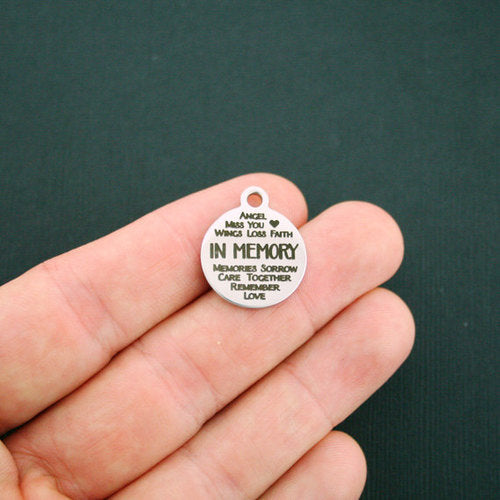 ANGEL
MISS YOU ♥
WINGS LOSS FAITH
IN MEMORY
MEMORIES SORROW
CARE TOGETHER
REMEMBER
LOVE